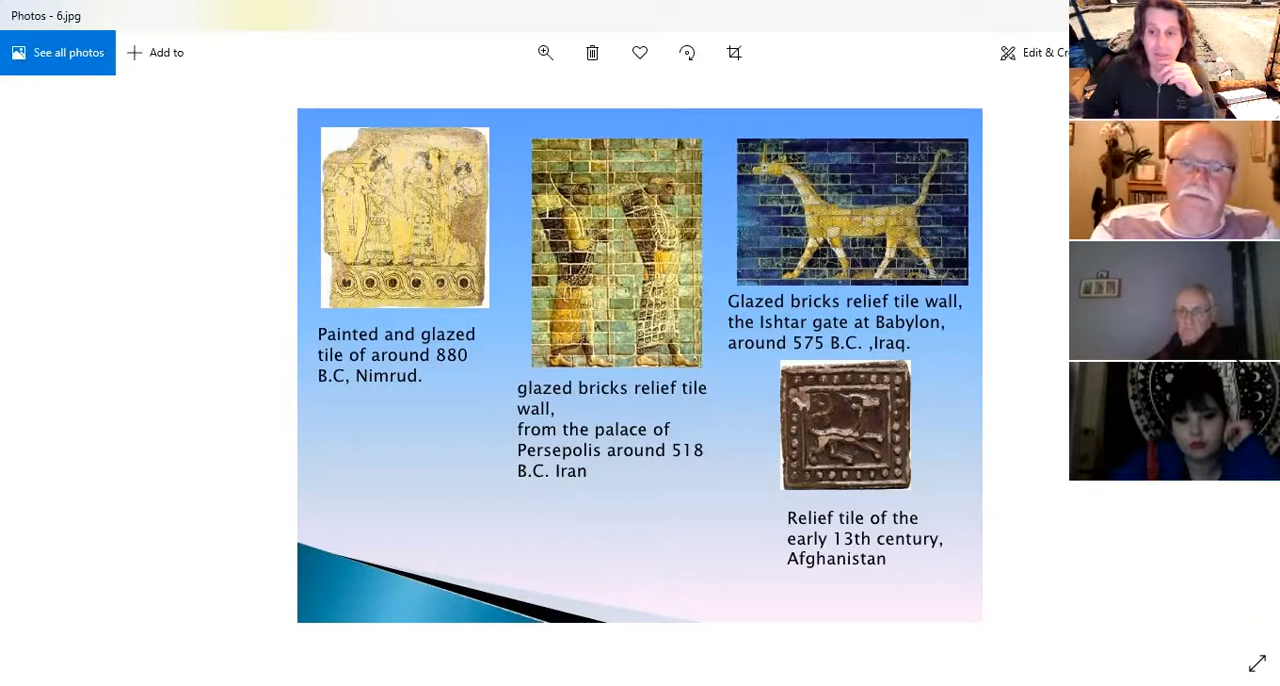 Photos - 6.jpg
See all photos
Add to
Edit & Cr
Painted and glazed
tile of around 880
B.C, Nimrud.
glazed bricks relief tile
wall,
from the palace of
Persepolis around 518
B.C. Iran
Glazed bricks relief tile wall,
the Ishtar gate at Babylon,
around 575 B.C. ,Iraq.
Relief tile of the
early 13th century,
Afghanistan